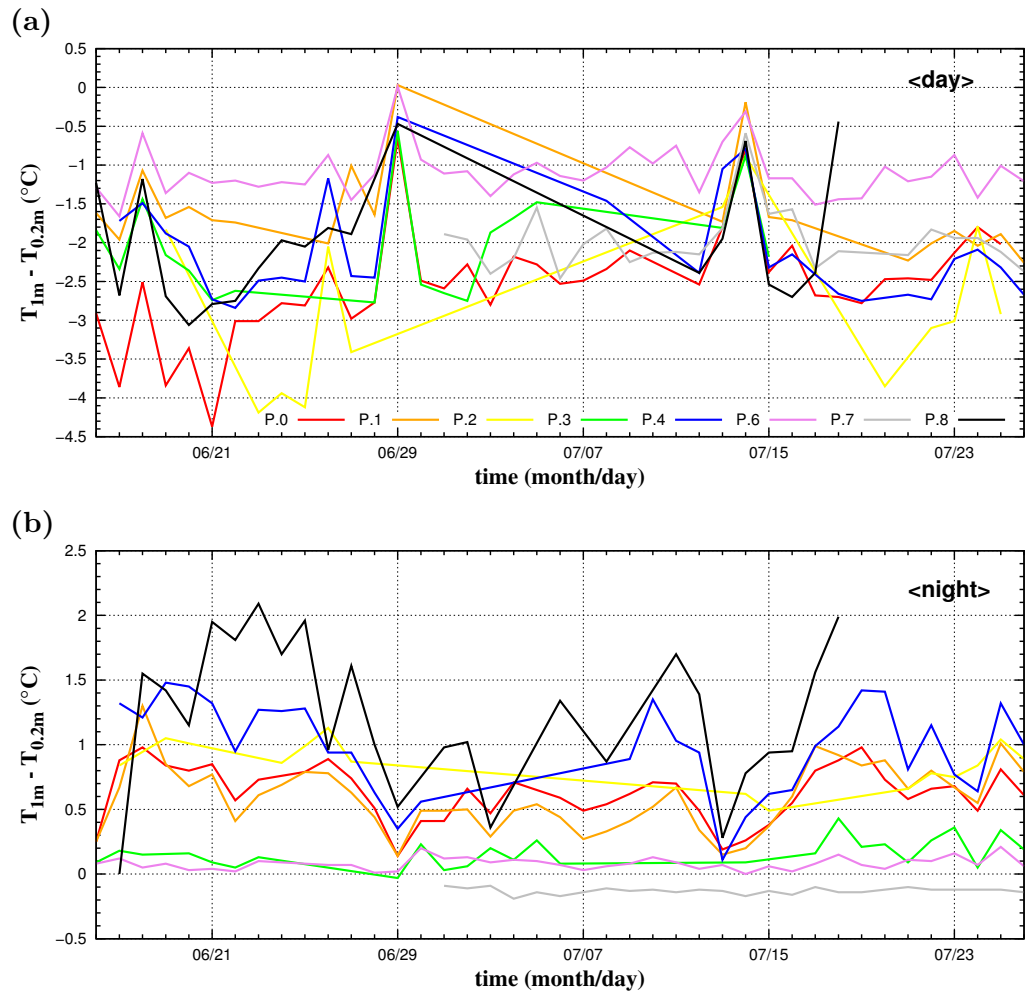 (a)
0.5
0
−0.5
−1
−1.5
−2
−2.5
−3
−3.5
−4
−4.5
T1m - T0.2m (°C)
<day>
P.0 P.1 P.2 P.3 P.4 P.6 P.7 P.8
06/21 06/29 07/07 07/15 07/23
time (month/day)
(b)
2.5
2
1.5
1
0.5
0
−0.5
T1m - T0.2m (°C)
<night>
06/21 06/29 07/07 07/15 07/23
time (month/day)